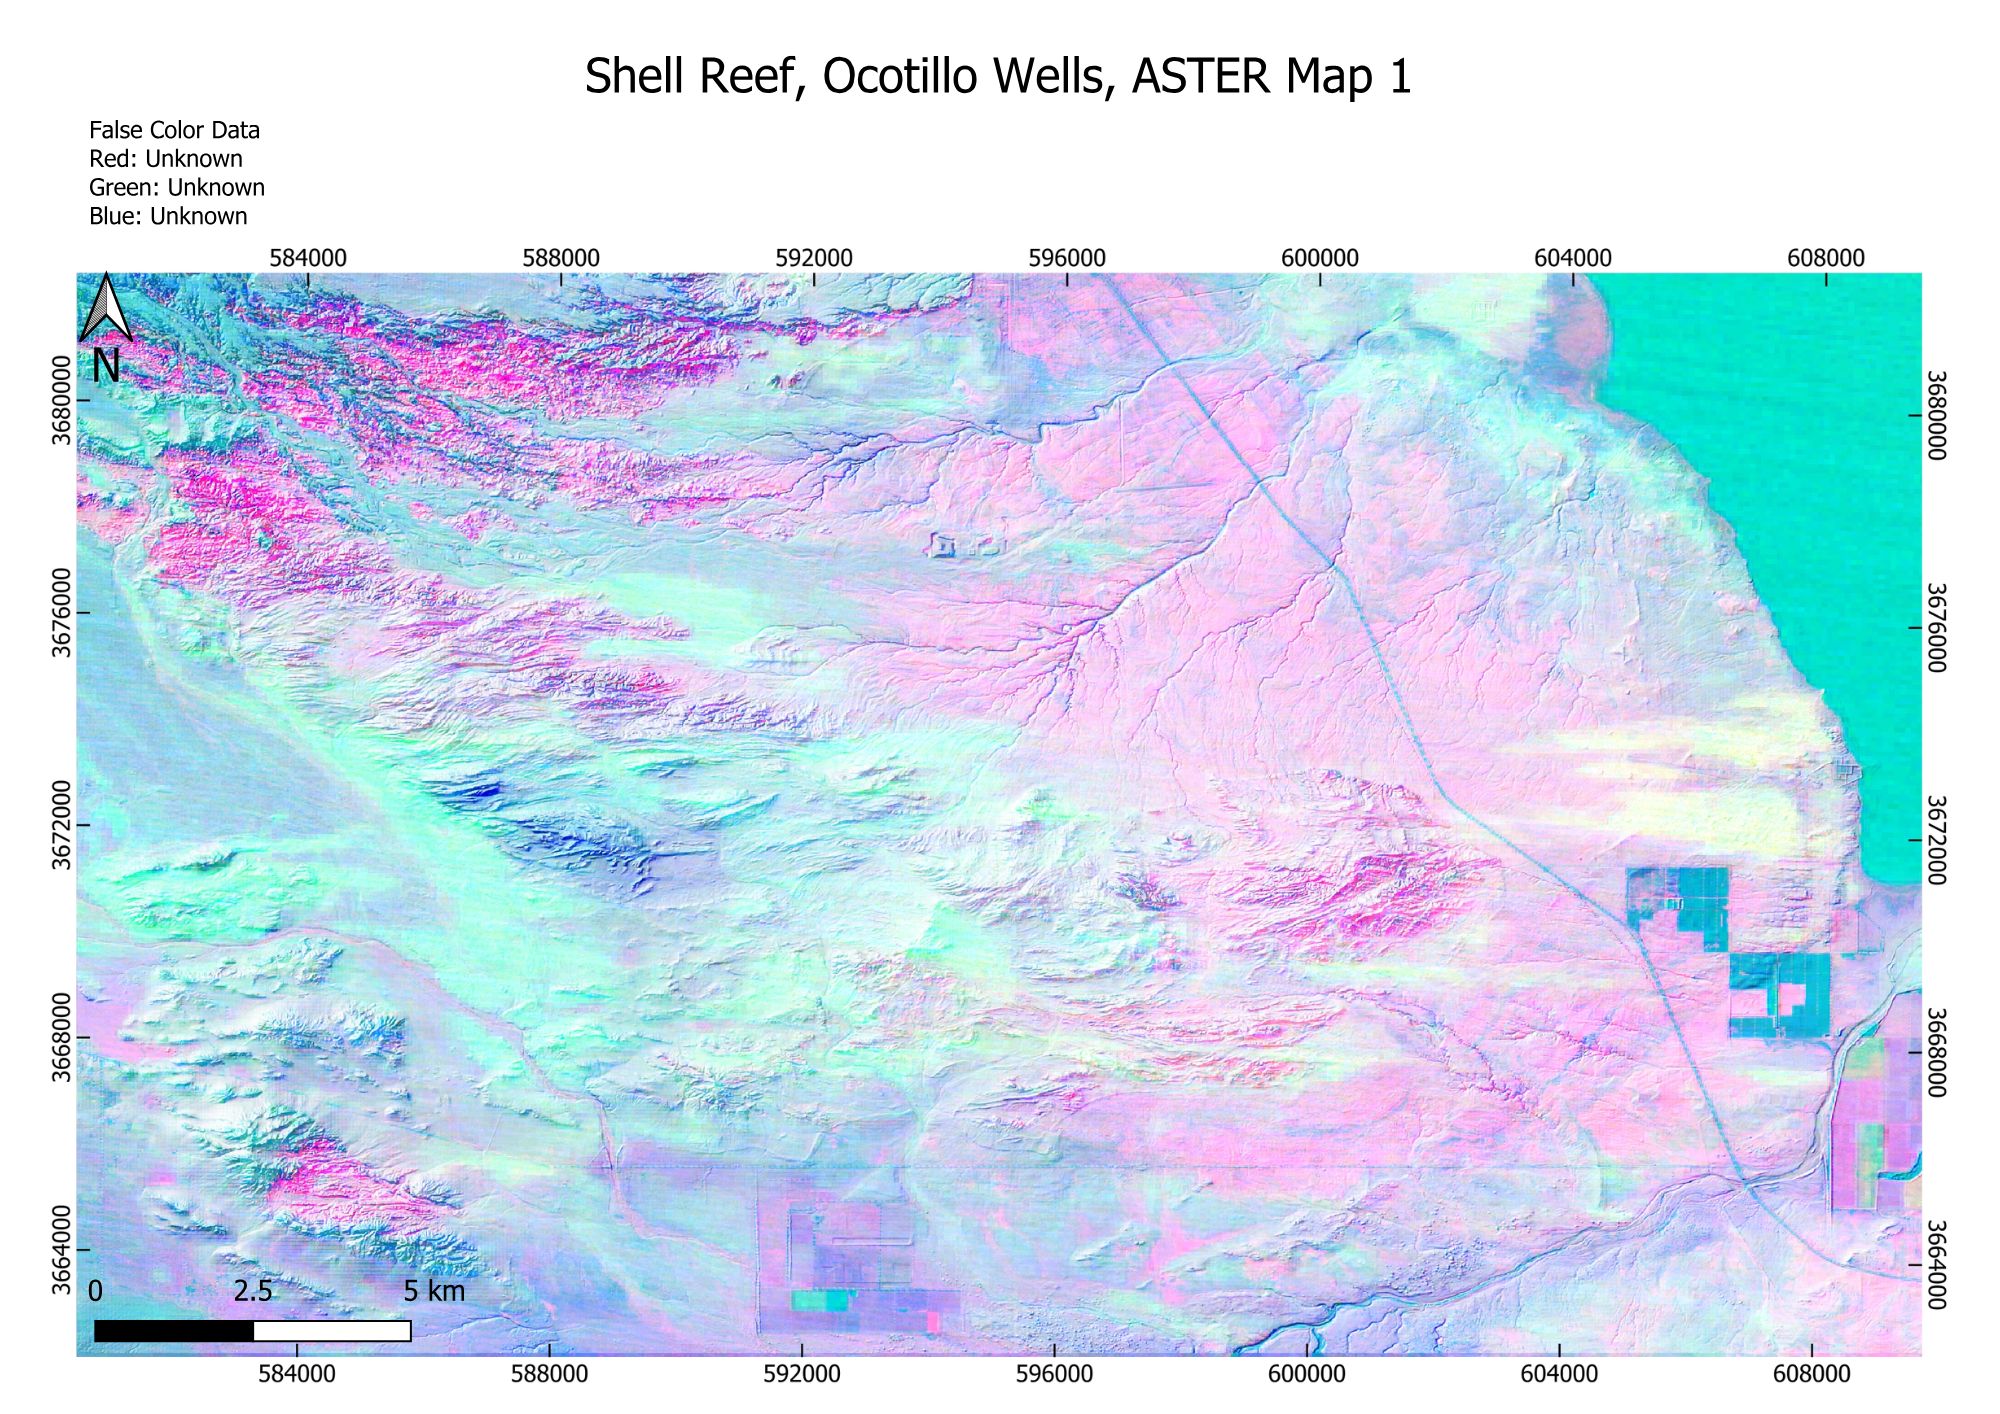 Shell Reef, Ocotillo Wells, ASTER Map 1
False Color Data
Red: Unknown
Green: Unknown
Blue: Unknown
584000 588000 592000 596000 600000 604000 608000
N
3680000 3680000
3676000 3676000
3672000 3672000
3668000 3668000
3664000 3664000
0 2.5 5 km
584000 588000 592000 596000 600000 604000 608000